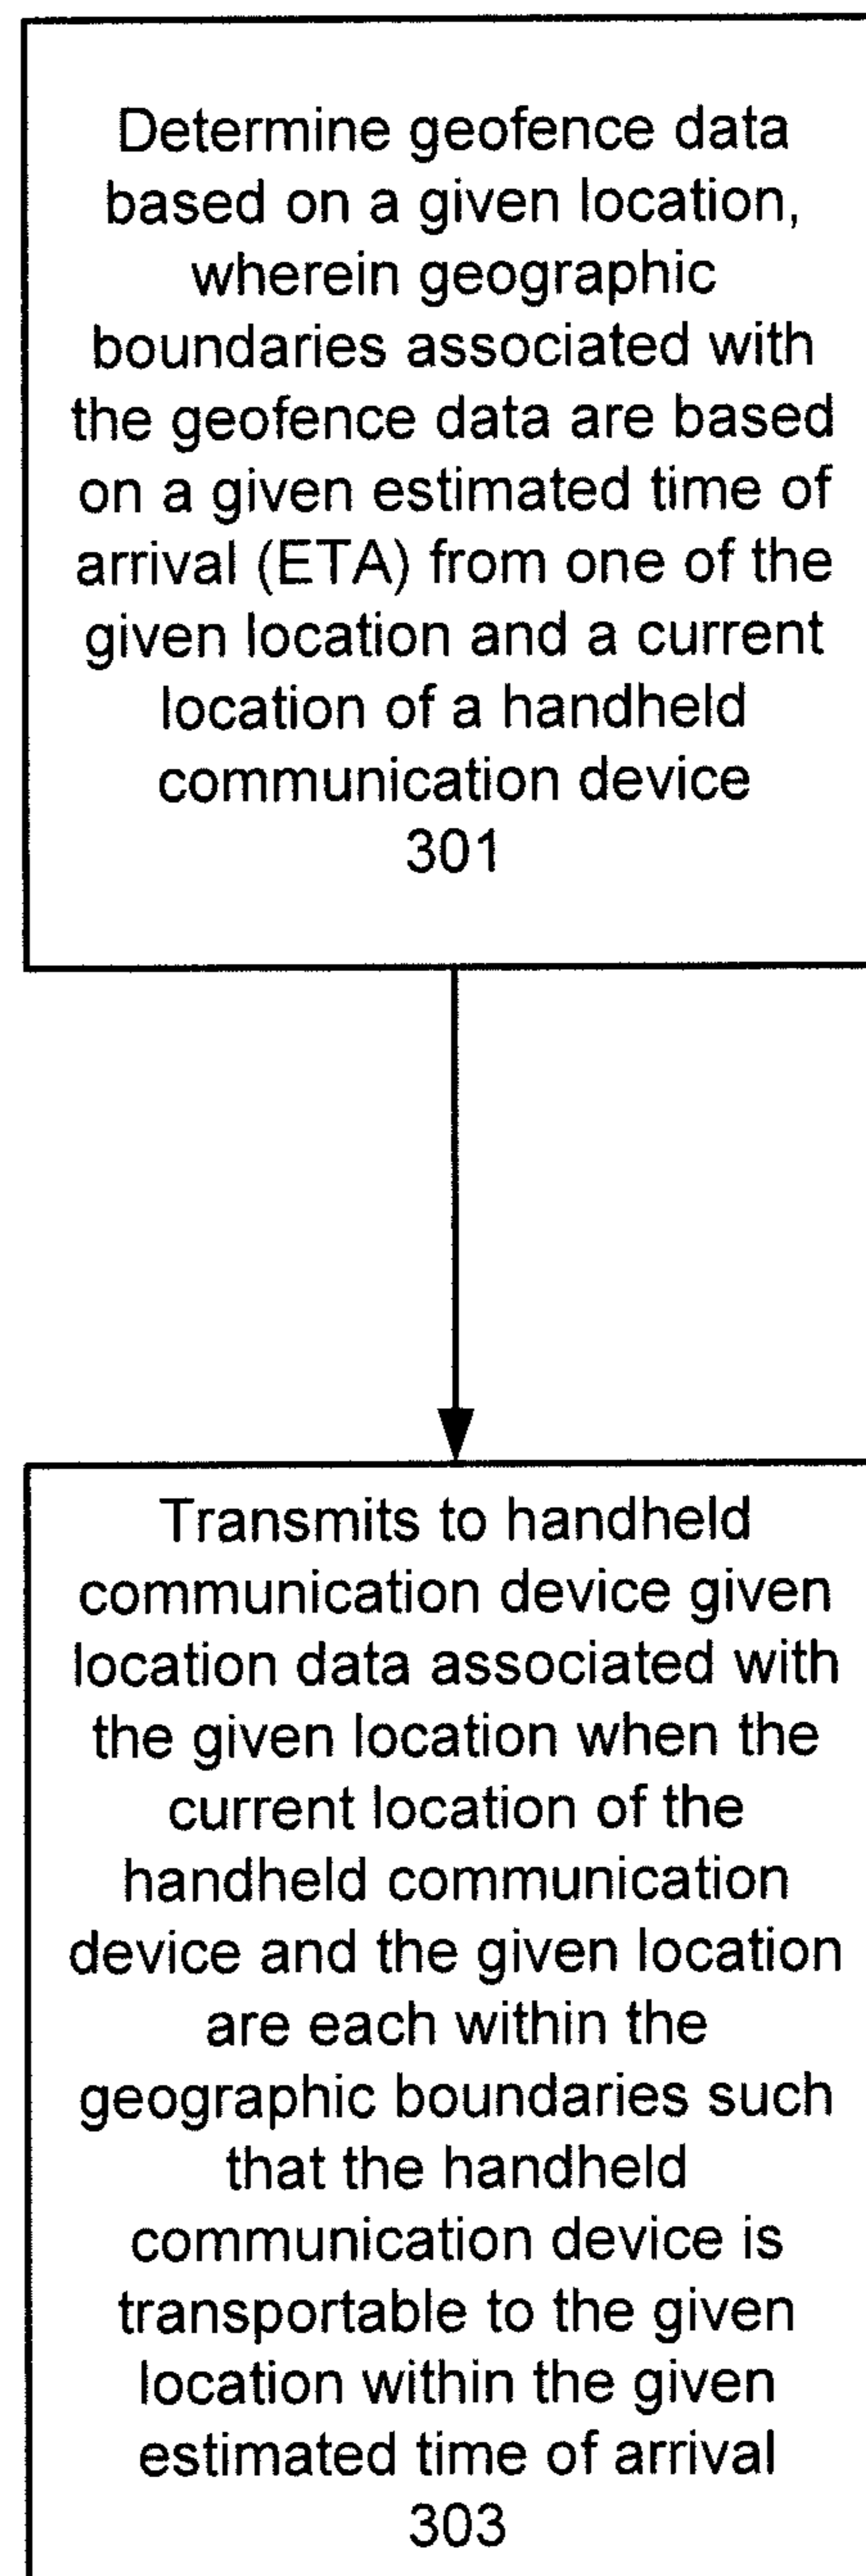 Determine geofence data
based on a given location,
wherein geographic
boundaries associated with
the geofence data are based
on a given estimated time of
arrival (ETA) from one of the
given location and a current
location of a handheld
communication device
301
Transmits to handheld
communication device given
location data associated with
the given location when the
current location of the
handheld communication
device and the given location
are each within the
geographic boundaries such
that the handheld
communication device is
transportable to the given
location within the given
estimated time of arrival
303